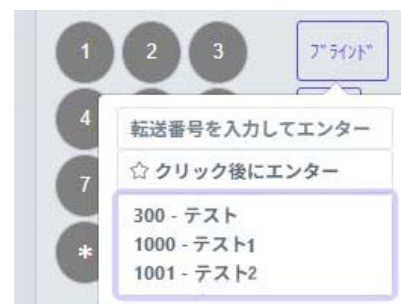 1 2 3 ﾌﾞﾗｲﾝﾄﾞ
4
転送番号を入力してエンター
7
☆ クリック後にエンター
300 - テスト
1000 - テスト1
*
1001 - テスト2